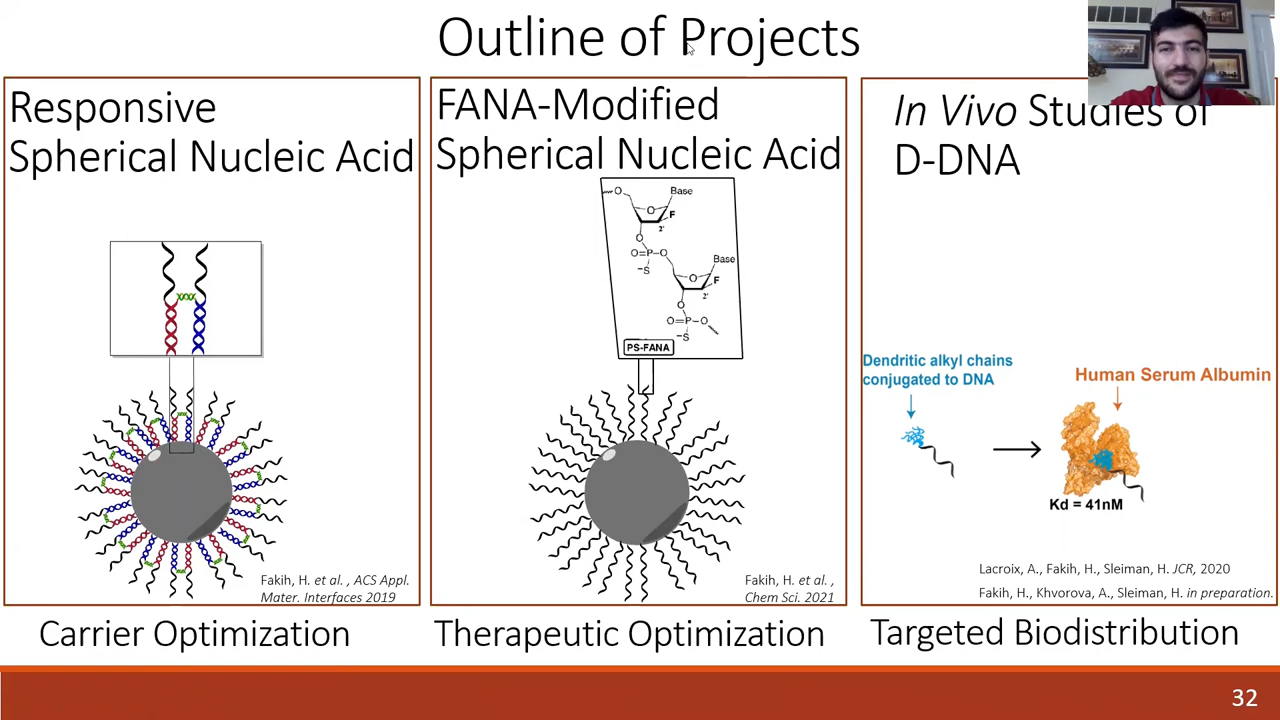 Outline of Projects
Responsive
Spherical Nucleic Acid
Fakih, H. et al. , ACS Appl.
Mater. Interfaces 2019
Carrier Optimization
FANA-Modified
Spherical Nucleic Acid
O
Base
O
F
2'
O
O=P—O
⁻S
Base
O
F
2'
O
O=P—O
⁻S
PS-FANA
Fakih, H. et al. ,
Chem Sci. 2021
Therapeutic Optimization
In Vivo Studies of
D-DNA
Dendritic alkyl chains
conjugated to DNA
Human Serum Albumin
Kd = 41nM
Lacroix, A., Fakih, H., Sleiman, H. JCR, 2020
Fakih, H., Khvorova, A., Sleiman, H. in preparation.
Targeted Biodistribution
32